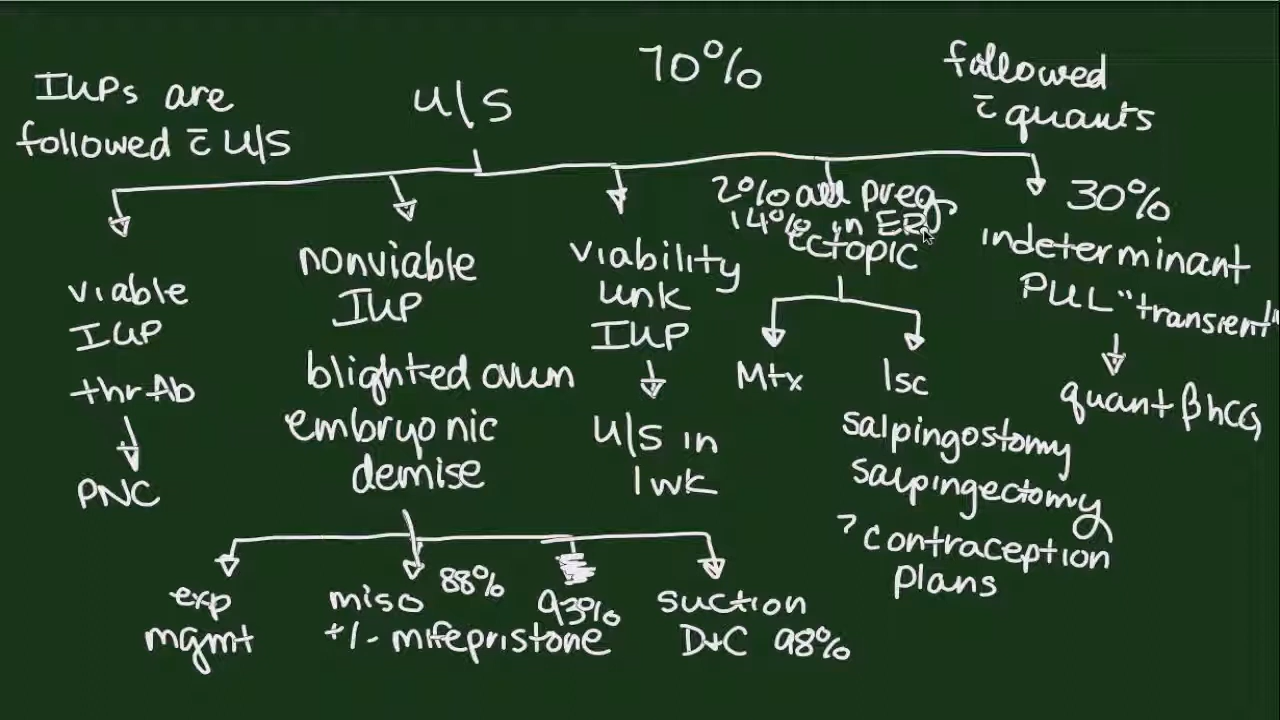 IUPs are
followed c̄ U/S
U/S
70%
followed
c̄ quants
viable
IUP
thr Ab
PNC
nonviable
IUP
blighted ovum
embryonic
demise
exp
mgmt
miso 88% 93%
+/- mifepristone
suction
D+C 98%
viability
unk
IUP
U/S in
1wk
2% all preg
14% in ER
ectopic
Mtx
lsc
salpingostomy
salpingectomy
? contraception
plans
30%
indeterminant
PUL "transient"
quant βhCG